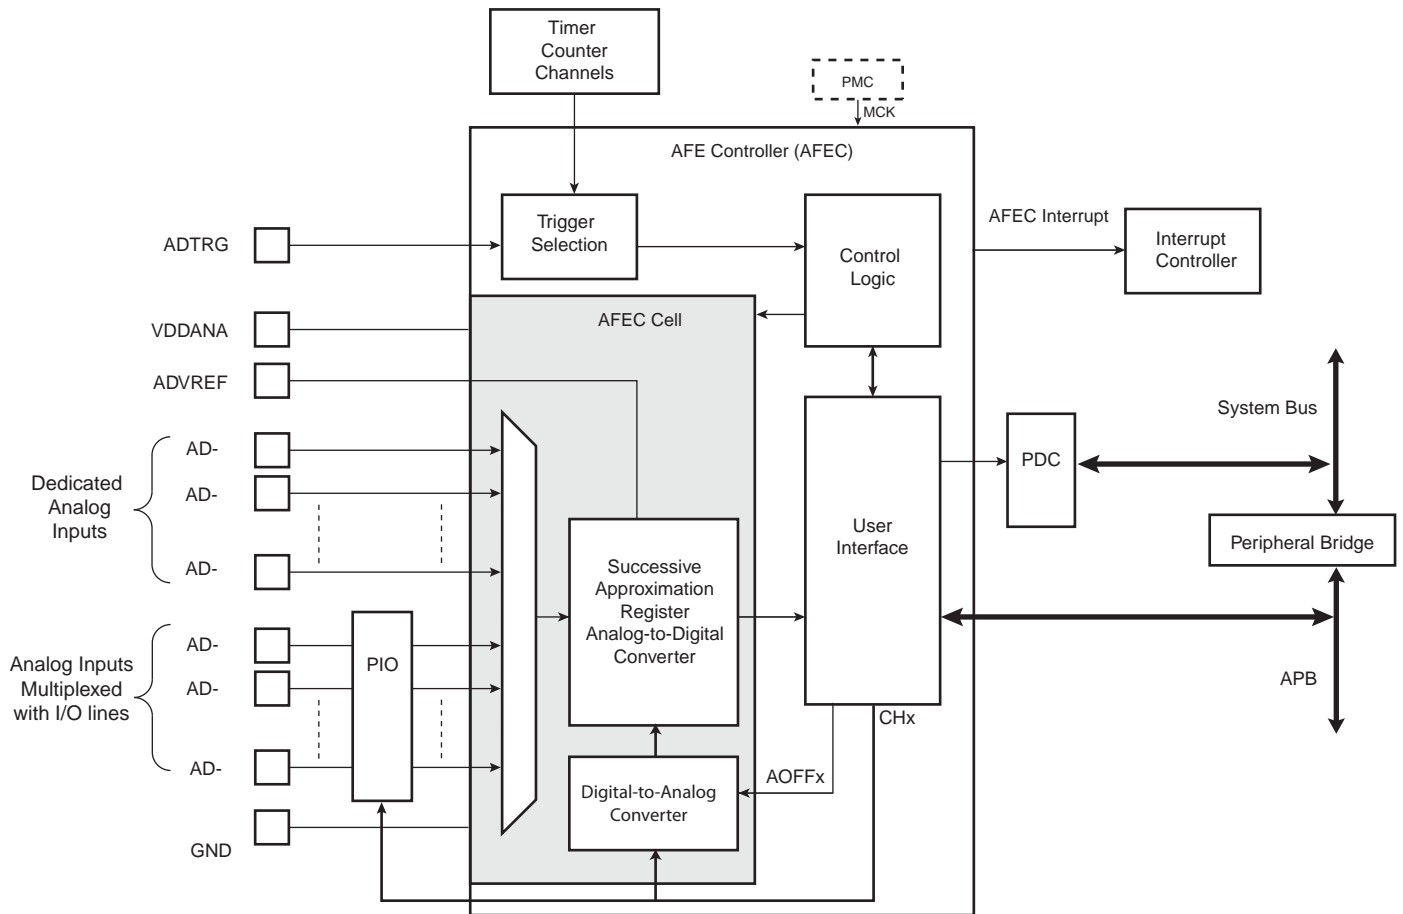 Timer
Counter
Channels
PMC
MCK
AFE Controller (AFEC)
ADTRG
Trigger
Selection
Control
Logic
AFEC Interrupt
Interrupt
Controller
VDDANA
AFEC Cell
ADVREF
System Bus
Dedicated
Analog
Inputs
AD-
AD-
AD-
PDC
User
Interface
Peripheral Bridge
Successive
Approximation
Register
Analog-to-Digital
Converter
Analog Inputs
Multiplexed
with I/O lines
AD-
AD-
AD-
PIO
APB
CHx
AOFFx
Digital-to-Analog
Converter
GND